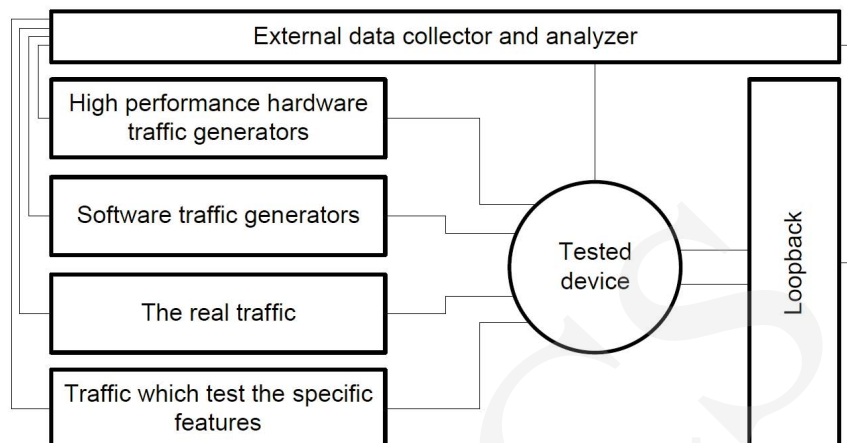 External data collector and analyzer
High performance hardware
traffic generators
Software traffic generators
The real traffic
Traffic which test the specific
features
Tested
device
Loopback